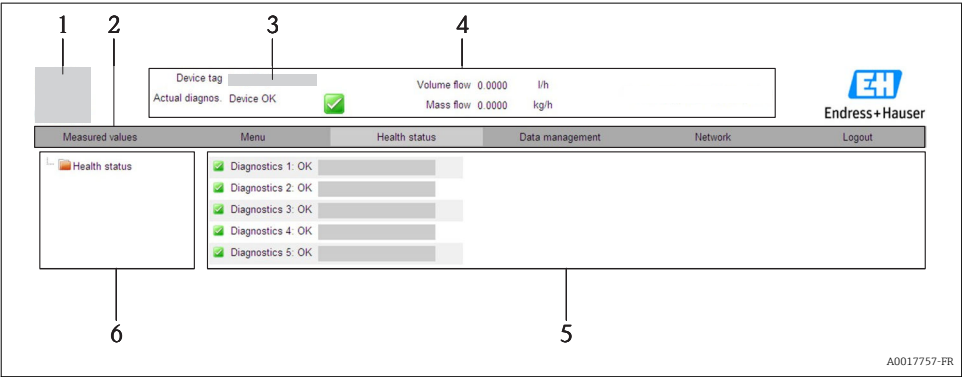 1 2 3 4
Device tag
Volume flow 0.0000 l/h
Actual diagnos. Device OK
Mass flow 0.0000 kg/h
EH
Endress+Hauser
Measured values Menu Health status Data management Network Logout
Health status
Diagnostics 1: OK
Diagnostics 2: OK
Diagnostics 3: OK
Diagnostics 4: OK
Diagnostics 5: OK
6 5
A0017757-FR